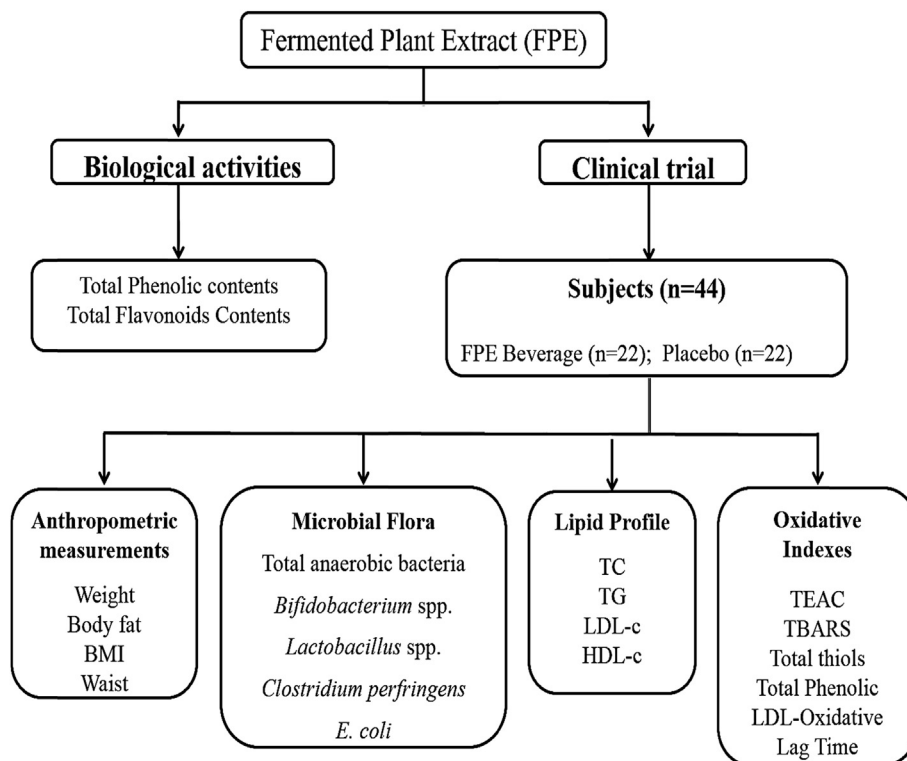 Fermented Plant Extract (FPE)
Biological activities
Clinical trial
Total Phenolic contents
Total Flavonoids Contents
Subjects (n=44)
FPE Beverage (n=22); Placebo (n=22)
Anthropometric
measurements
Weight
Body fat
BMI
Waist
Microbial Flora
Total anaerobic bacteria
Bifidobacterium spp.
Lactobacillus spp.
Clostridium perfringens
E. coli
Lipid Profile
TC
TG
LDL-c
HDL-c
Oxidative
Indexes
TEAC
TBARS
Total thiols
Total Phenolic
LDL-Oxidative
Lag Time